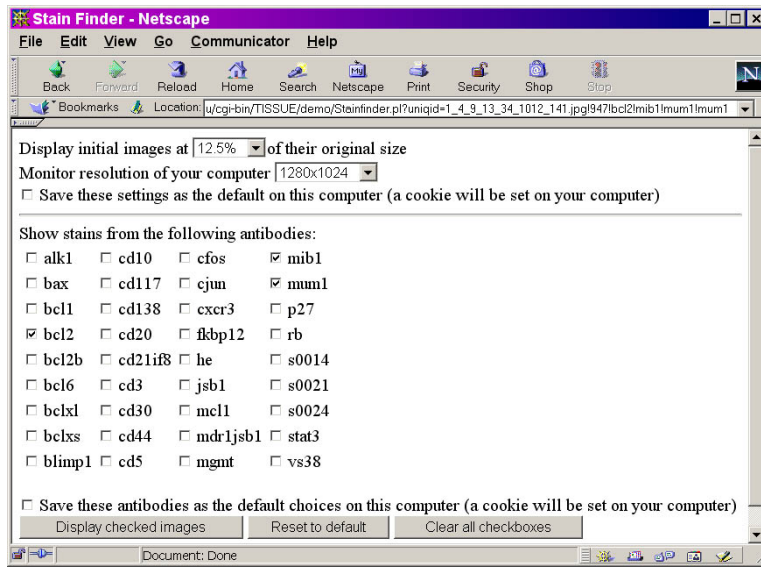 Stain Finder - Netscape
File Edit View Go Communicator Help
Back Forward Reload Home Search Netscape Print Security Shop Stop
My
N
Bookmarks Location: u/cgi-bin/TISSUE/demo/Stainfinder.pl?uniqid=1_4_9_13_34_1012_141.jpg!947!bcl2!mib1!mum1!mum1
Display initial images at 12.5% of their original size
Monitor resolution of your computer 1280x1024
Save these settings as the default on this computer (a cookie will be set on your computer)
Show stains from the following antibodies:
alk1 cd10 cfos mib1
bax cd117 cjun mum1
bcl1 cd138 cxcr3 p27
bcl2 cd20 fkbp12 rb
bcl2b cd21if8 he s0014
bcl6 cd3 jsb1 s0021
bclxl cd30 mcl1 s0024
bclxs cd44 mdr1jsb1 stat3
blimp1 cd5 mgmt vs38
Save these antibodies as the default choices on this computer (a cookie will be set on your computer)
Display checked images Reset to default Clear all checkboxes
Document: Done